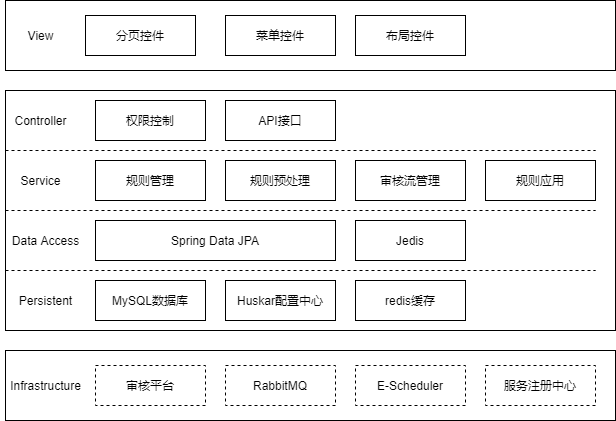 View
分页控件
菜单控件
布局控件
Controller
权限控制
API接口
Service
规则管理
规则预处理
审核流管理
规则应用
Data Access
Spring Data JPA
Jedis
Persistent
MySQL数据库
Huskar配置中心
redis缓存
Infrastructure
审核平台
RabbitMQ
E-Scheduler
服务注册中心